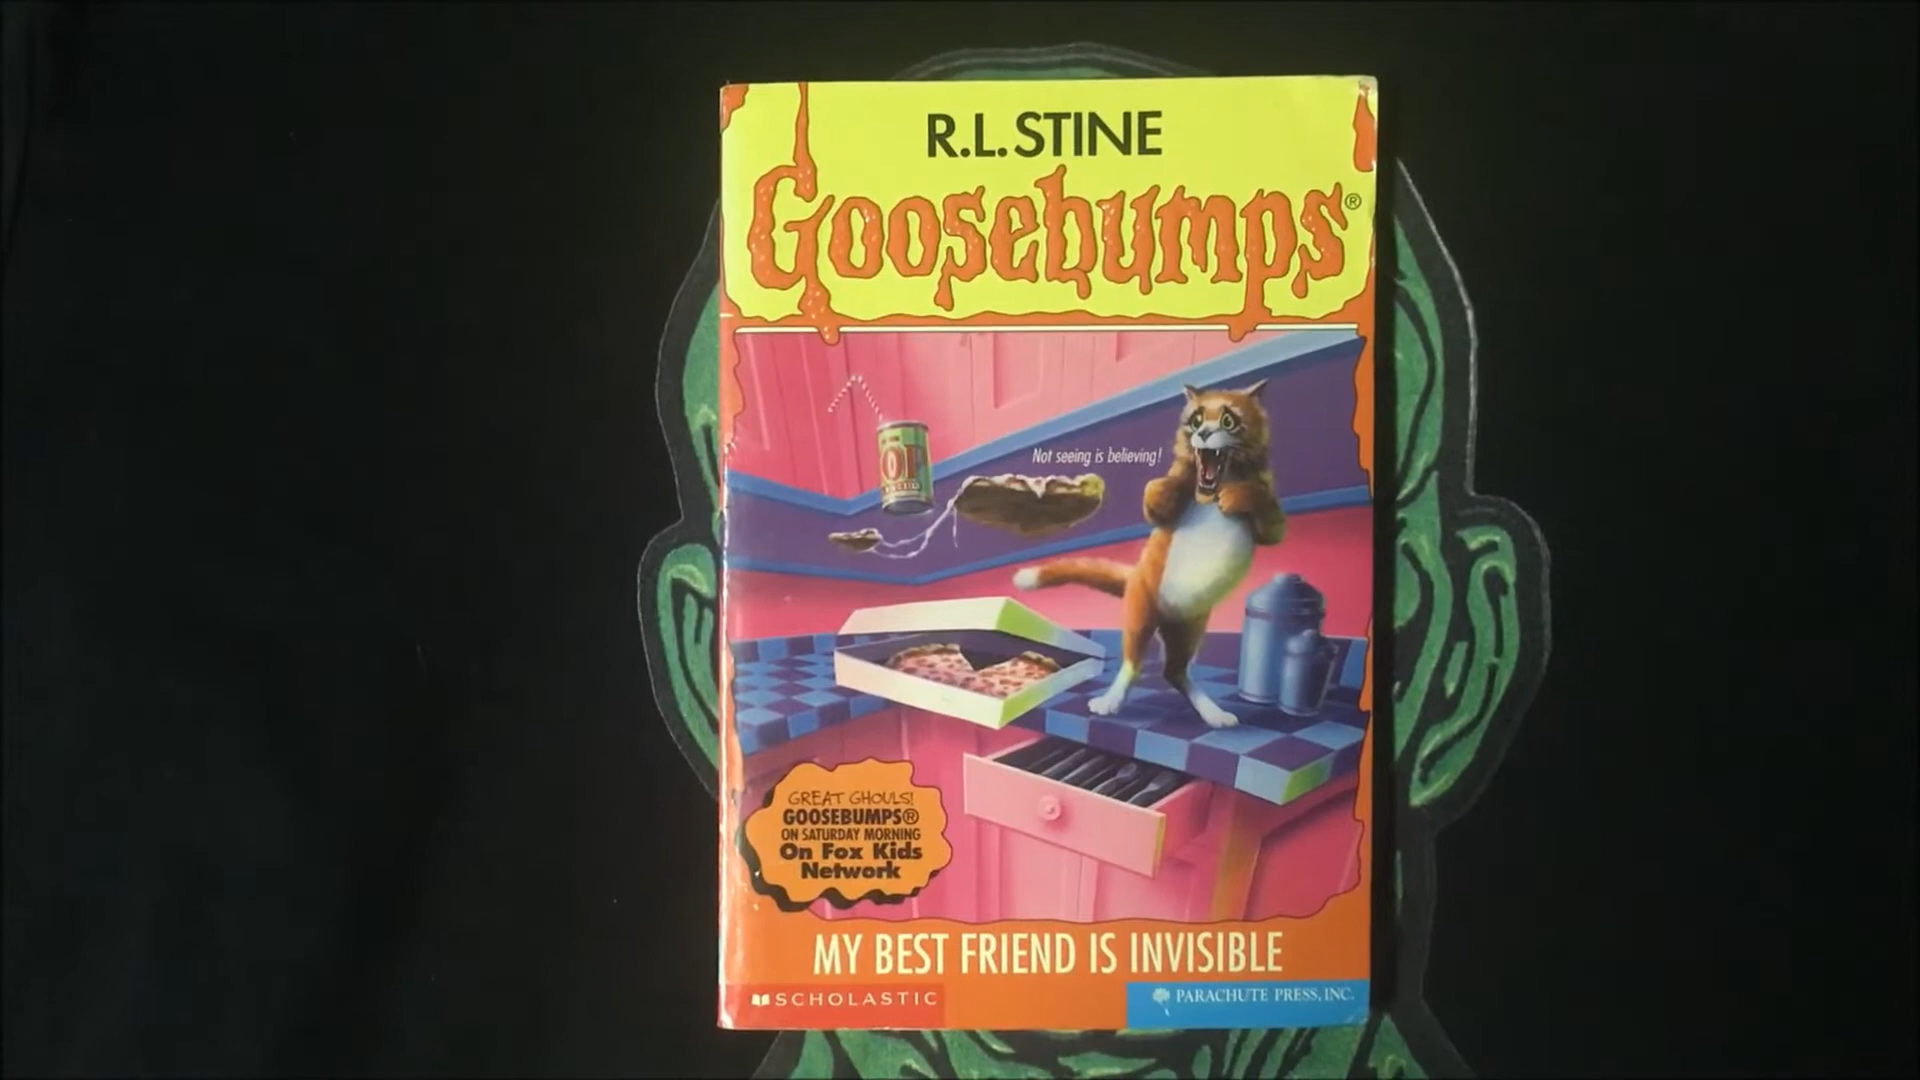 R.L. STINE
Goosebumps®
Not seeing is believing!
GREAT GHOULS!
GOOSEBUMPS®
ON SATURDAY MORNING
On Fox Kids
Network
MY BEST FRIEND IS INVISIBLE
SCHOLASTIC
PARACHUTE PRESS, INC.